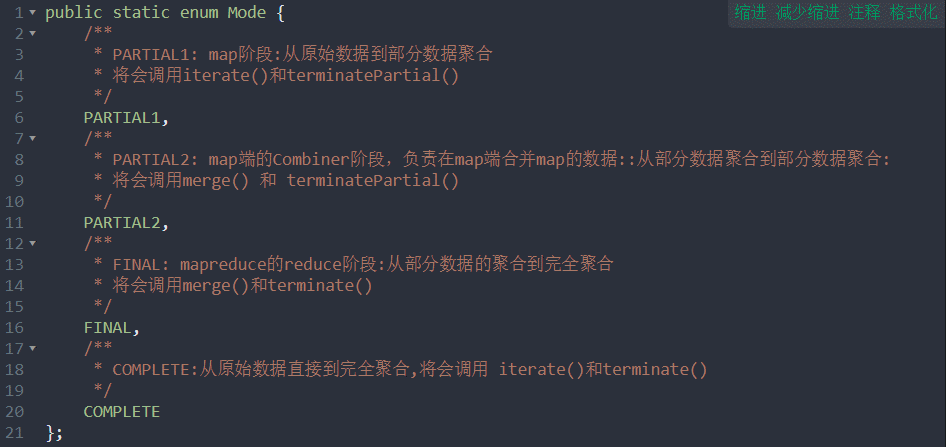 缩进 减少缩进 注释 格式化
1 public static enum Mode {
2 /**
3 * PARTIAL1: map阶段:从原始数据到部分数据聚合
4 * 将会调用iterate()和terminatePartial()
5 */
6 PARTIAL1,
7 /**
8 * PARTIAL2: map端的Combiner阶段，负责在map端合并map的数据::从部分数据聚合到部分数据聚合:
9 * 将会调用merge() 和 terminatePartial()
10 */
11 PARTIAL2,
12 /**
13 * FINAL: mapreduce的reduce阶段:从部分数据的聚合到完全聚合
14 * 将会调用merge()和terminate()
15 */
16 FINAL,
17 /**
18 * COMPLETE:从原始数据直接到完全聚合,将会调用 iterate()和terminate()
19 */
20 COMPLETE
21 };